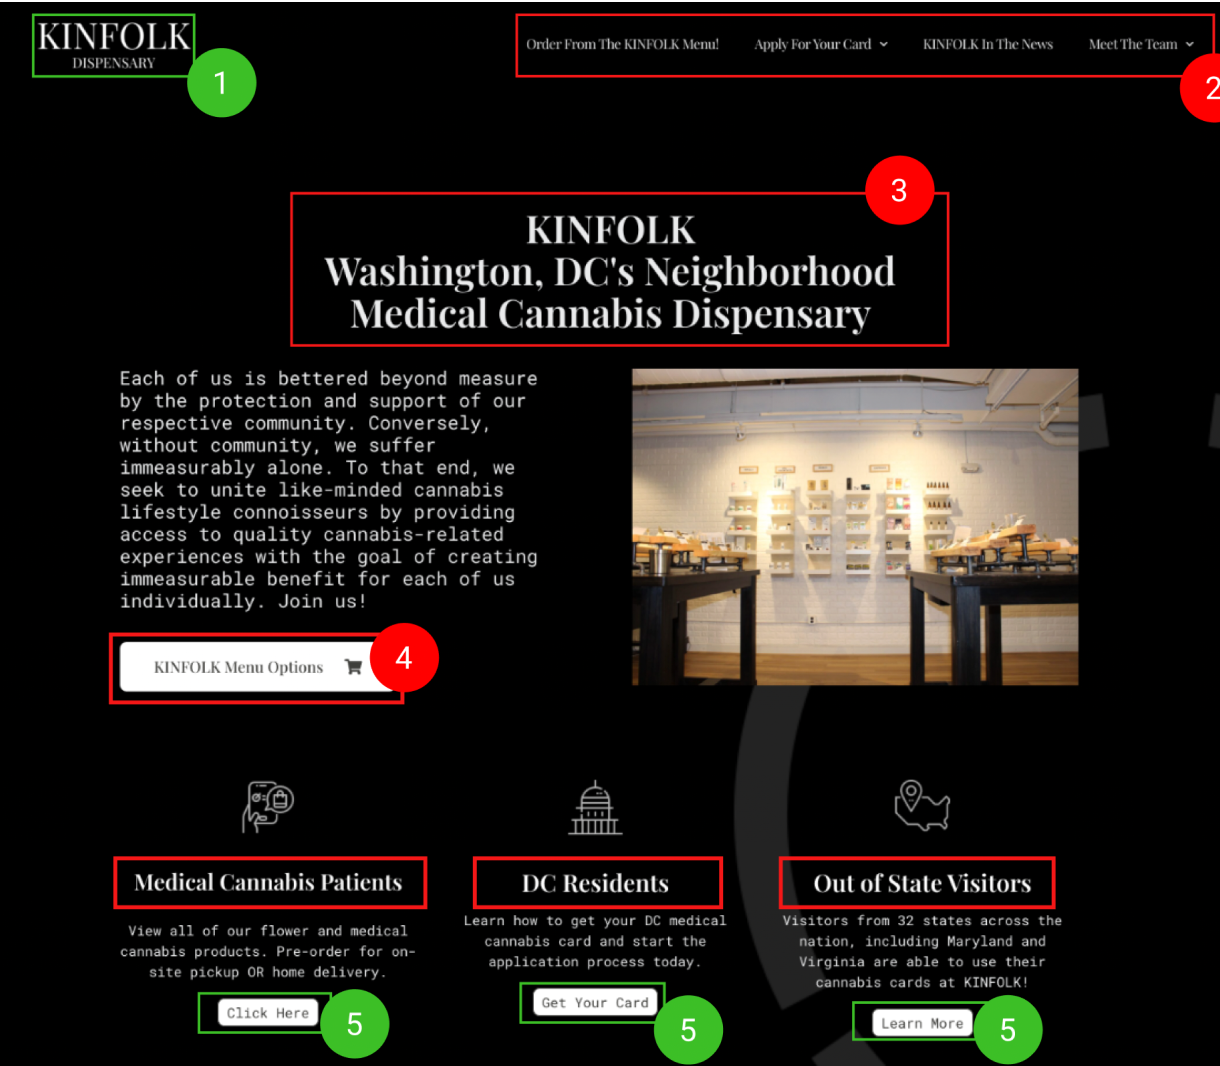 KINFOLK
DISPENSARY
1
Order From The KINFOLK Menu!
Apply For Your Card
KINFOLK In The News
Meet The Team
2
3
KINFOLK
Washington, DC's Neighborhood
Medical Cannabis Dispensary
Each of us is bettered beyond measure
by the protection and support of our
respective community. Conversely,
without community, we suffer
immeasurably alone. To that end, we
seek to unite like-minded cannabis
lifestyle connoisseurs by providing
access to quality cannabis-related
experiences with the goal of creating
immeasurable benefit for each of us
individually. Join us!
KINFOLK Menu Options
4
Medical Cannabis Patients
View all of our flower and medical
cannabis products. Pre-order for on-
site pickup OR home delivery.
Click Here
5
DC Residents
Learn how to get your DC medical
cannabis card and start the
application process today.
Get Your Card
5
Out of State Visitors
Visitors from 32 states across the
nation, including Maryland and
Virginia are able to use their
cannabis cards at KINFOLK!
Learn More
5